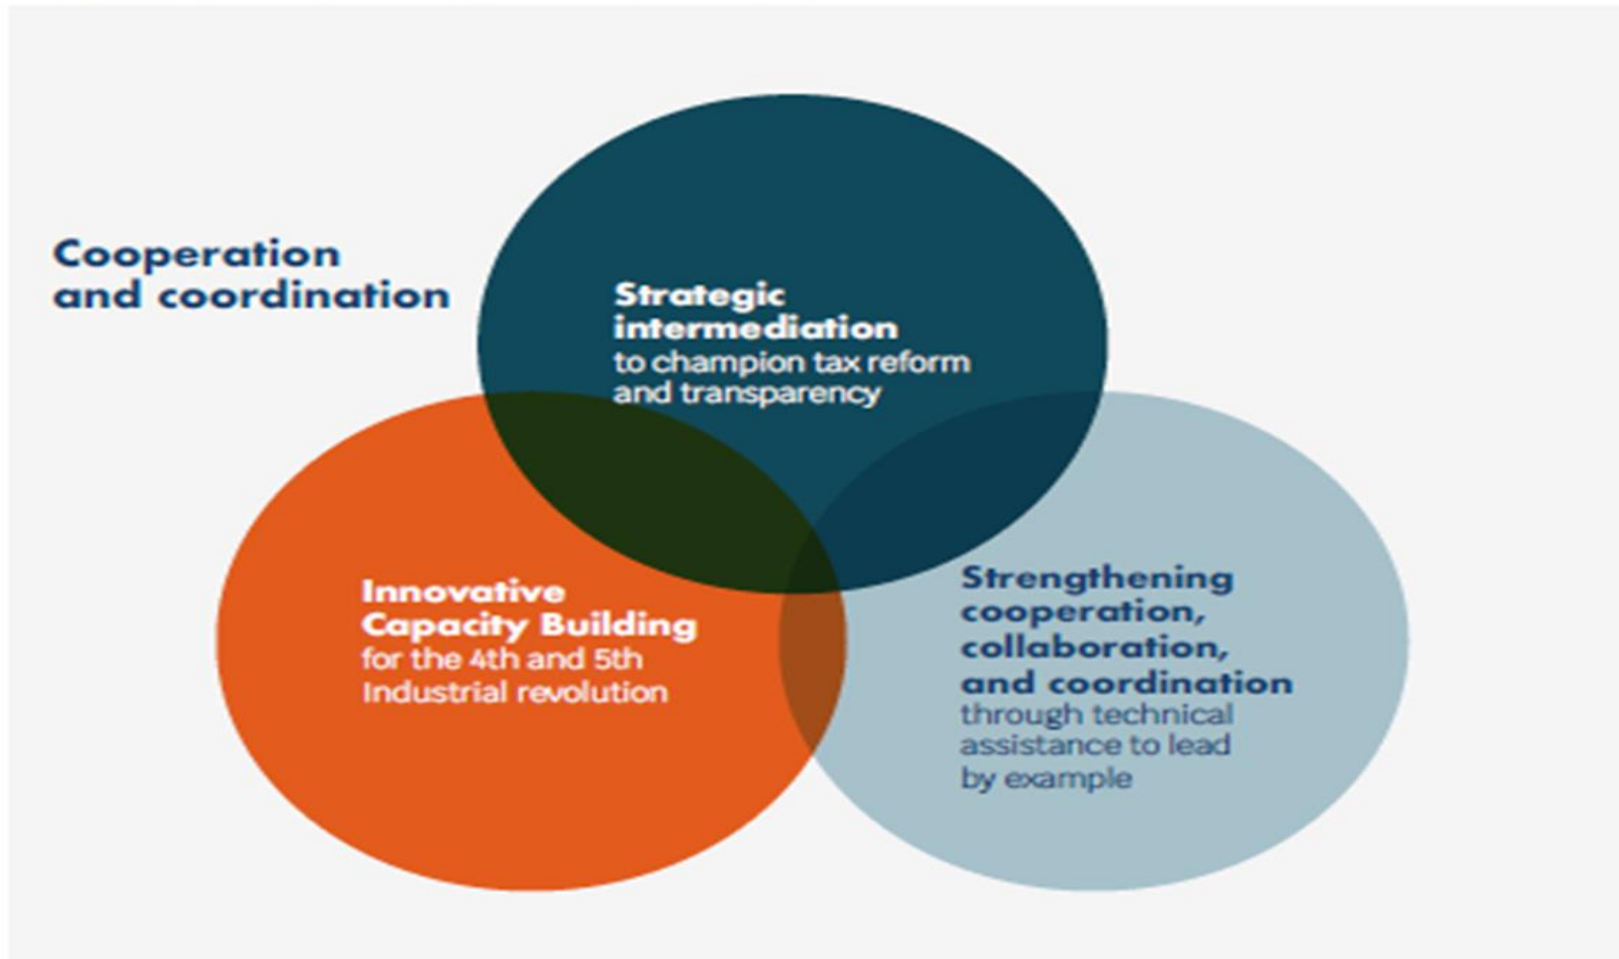 Cooperation
and coordination
Strategic
intermediation
to champion tax reform
and transparency
Innovative
Capacity Building
for the 4th and 5th
Industrial revolution
Strengthening
cooperation,
collaboration,
and coordination
through technical
assistance to lead
by example